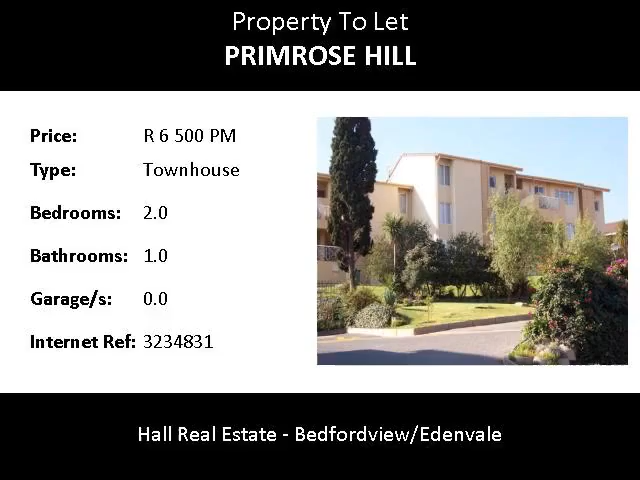 Property To Let
PRIMROSE HILL
Price: R 6 500 PM
Type: Townhouse
Bedrooms: 2.0
Bathrooms: 1.0
Garage/s: 0.0
Internet Ref: 3234831
Hall Real Estate - Bedfordview/Edenvale